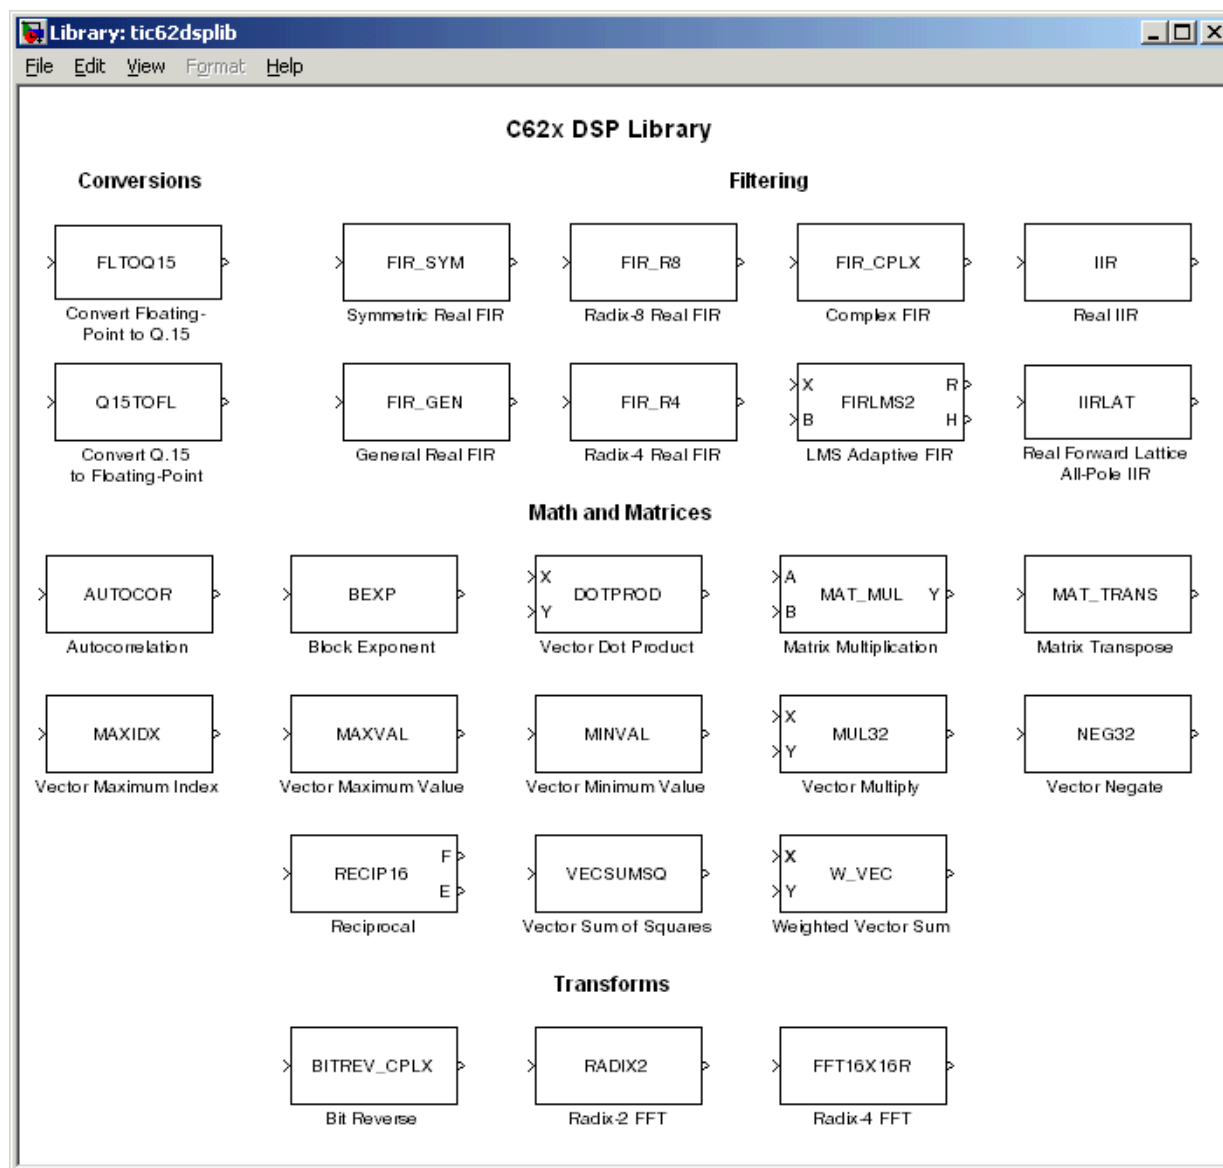 Library: tic62dsplib
File Edit View Format Help
C62x DSP Library
Conversions
Filtering
FLTOQ15
Convert Floating-
Point to Q.15
FIR_SYM
Symmetric Real FIR
FIR_R8
Radix-8 Real FIR
FIR_CPLX
Complex FIR
IIR
Real IIR
Q15TOFL
Convert Q.15
to Floating-Point
FIR_GEN
General Real FIR
FIR_R4
Radix-4 Real FIR
X R
FIRLMS2
B H
LMS Adaptive FIR
IIRLAT
Real Forward Lattice
All-Pole IIR
Math and Matrices
AUTOCOR
Autocorrelation
BEXP
Block Exponent
X
DOTPROD
Y
Vector Dot Product
A
MAT_MUL Y
B
Matrix Multiplication
MAT_TRANS
Matrix Transpose
MAXIDX
Vector Maximum Index
MAXVAL
Vector Maximum Value
MINVAL
Vector Minimum Value
X
MUL32
Y
Vector Multiply
NEG32
Vector Negate
F
RECIP16
E
Reciprocal
VECSUMSQ
Vector Sum of Squares
X
W_VEC
Y
Weighted Vector Sum
Transforms
BITREV_CPLX
Bit Reverse
RADIX2
Radix-2 FFT
FFT16X16R
Radix-4 FFT